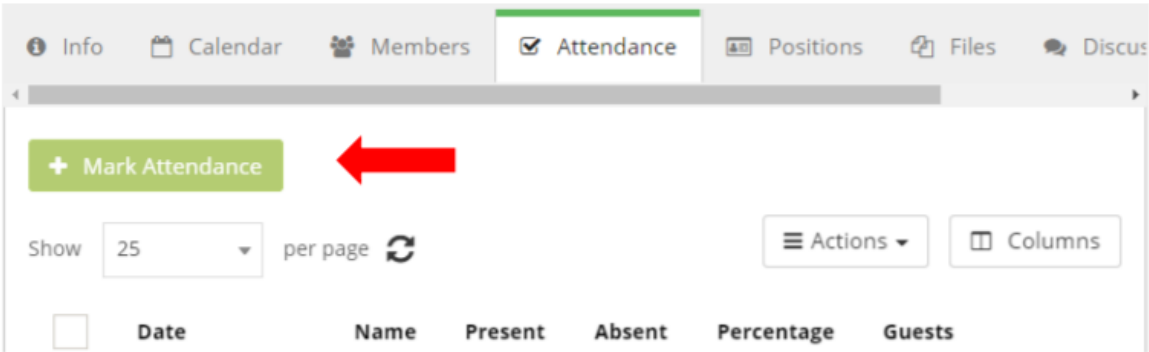 Info Calendar Members Attendance Positions Files Discus
Mark Attendance
Show 25 per page Actions Columns
Date Name Present Absent Percentage Guests